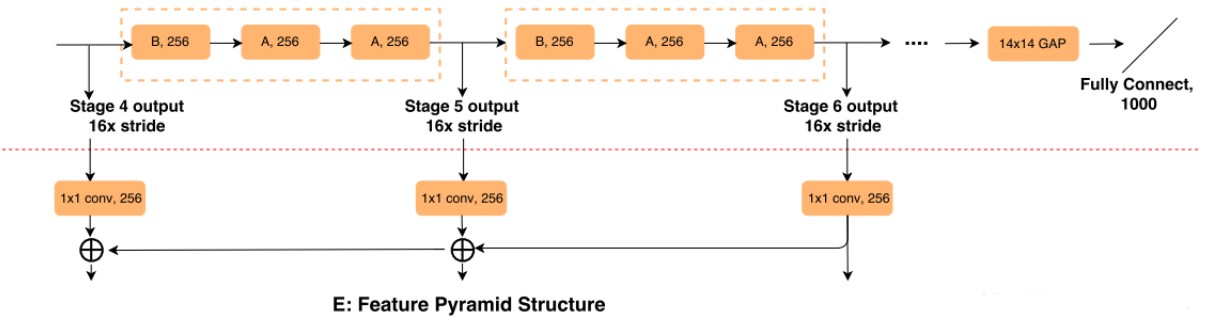 B, 256
A, 256
A, 256
B, 256
A, 256
A, 256
....
14x14 GAP
Fully Connect,
1000
Stage 4 output
16x stride
Stage 5 output
16x stride
Stage 6 output
16x stride
1x1 conv, 256
1x1 conv, 256
1x1 conv, 256
E: Feature Pyramid Structure